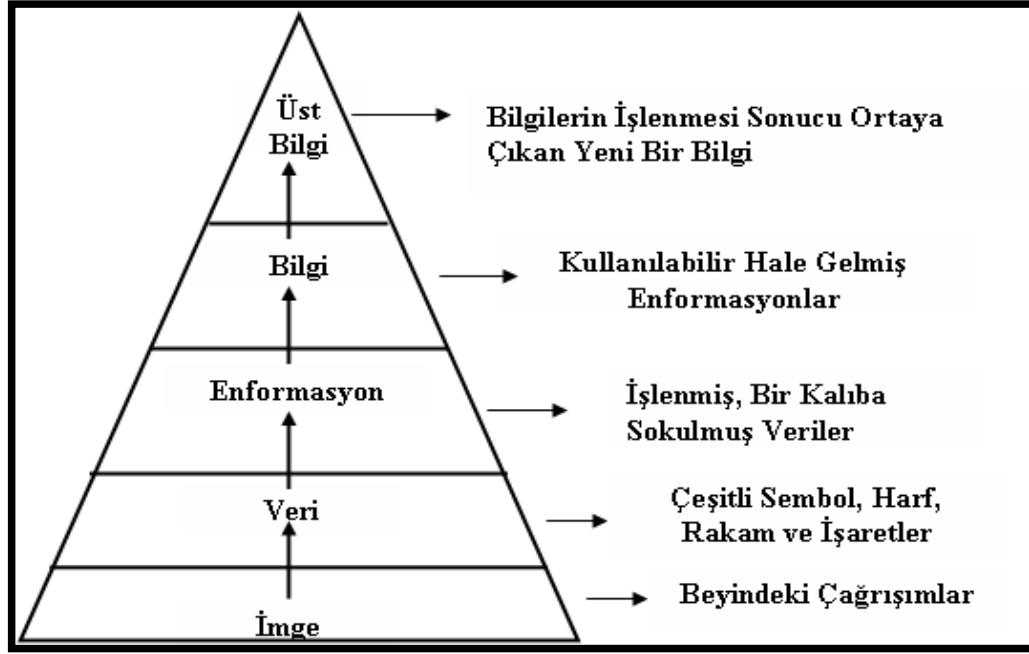 Üst
Bilgi
Bilgilerin İşlenmesi Sonucu Ortaya
Çıkan Yeni Bir Bilgi
Bilgi
Kullanılabilir Hale Gelmiş
Enformasyonlar
Enformasyon
İşlenmiş, Bir Kalıba
Sokulmuş Veriler
Veri
Çeşitli Sembol, Harf,
Rakam ve İşaretler
İmge
Beyindeki Çağrışımlar